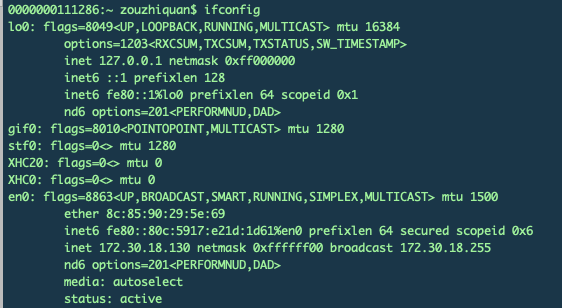 0000000111286:~ zouzhiquan$ ifconfig
lo0: flags=8049<UP,LOOPBACK,RUNNING,MULTICAST> mtu 16384
options=1203<RXCSUM,TXCSUM,TXSTATUS,SW_TIMESTAMP>
inet 127.0.0.1 netmask 0xff000000
inet6 ::1 prefixlen 128
inet6 fe80::1%lo0 prefixlen 64 scopeid 0x1
nd6 options=201<PERFORMNUD,DAD>
gif0: flags=8010<POINTOPOINT,MULTICAST> mtu 1280
stf0: flags=0<> mtu 1280
XHC20: flags=0<> mtu 0
XHC0: flags=0<> mtu 0
en0: flags=8863<UP,BROADCAST,SMART,RUNNING,SIMPLEX,MULTICAST> mtu 1500
ether 8c:85:90:29:5e:69
inet6 fe80::80c:5917:e21d:1d61%en0 prefixlen 64 secured scopeid 0x6
inet 172.30.18.130 netmask 0xffffff00 broadcast 172.30.18.255
nd6 options=201<PERFORMNUD,DAD>
media: autoselect
status: active